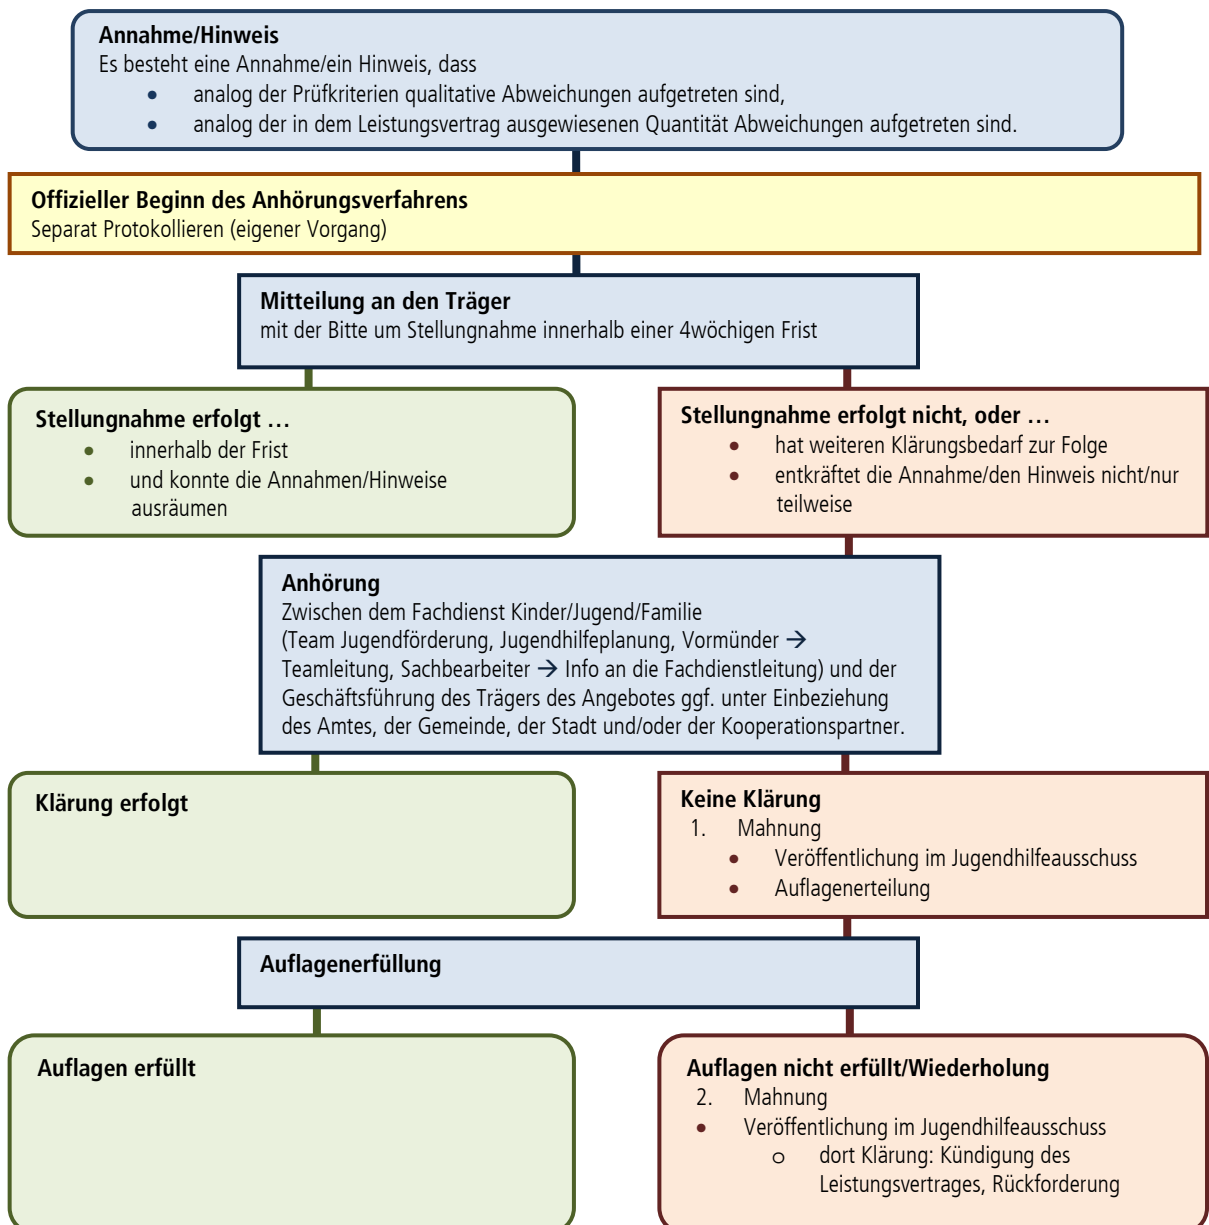 Annahme/Hinweis
Es besteht eine Annahme/ein Hinweis, dass
• analog der Prüfkriterien qualitative Abweichungen aufgetreten sind,
• analog der in dem Leistungsvertrag ausgewiesenen Quantität Abweichungen aufgetreten sind.
Offizieller Beginn des Anhörungsverfahrens
Separat Protokollieren (eigener Vorgang)
Mitteilung an den Träger
mit der Bitte um Stellungnahme innerhalb einer 4wöchigen Frist
Stellungnahme erfolgt …
• innerhalb der Frist
• und konnte die Annahmen/Hinweise
ausräumen
Stellungnahme erfolgt nicht, oder …
• hat weiteren Klärungsbedarf zur Folge
• entkräftet die Annahme/den Hinweis nicht/nur
teilweise
Anhörung
Zwischen dem Fachdienst Kinder/Jugend/Familie
(Team Jugendförderung, Jugendhilfeplanung, Vormünder →
Teamleitung, Sachbearbeiter → Info an die Fachdienstleitung) und der
Geschäftsführung des Trägers des Angebotes ggf. unter Einbeziehung
des Amtes, der Gemeinde, der Stadt und/oder der Kooperationspartner.
Klärung erfolgt
Keine Klärung
1. Mahnung
• Veröffentlichung im Jugendhilfeausschuss
• Auflagenerteilung
Auflagenerfüllung
Auflagen erfüllt
Auflagen nicht erfüllt/Wiederholung
2. Mahnung
• Veröffentlichung im Jugendhilfeausschuss
o dort Klärung: Kündigung des
Leistungsvertrages, Rückforderung